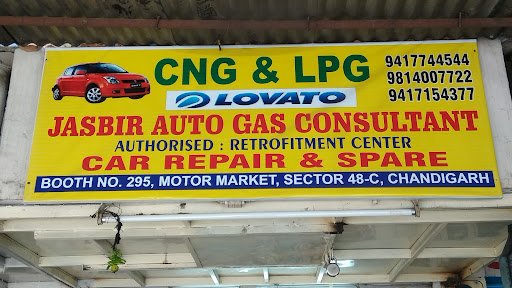 CNG & LPG
9417744544
9814007722
9417154377
LOVATO
JASBIR AUTO GAS CONSULTANT
AUTHORISED : RETROFITMENT CENTER
CAR REPAIR & SPARE
BOOTH NO. 295, MOTOR MARKET, SECTOR 48-C, CHANDIGARH